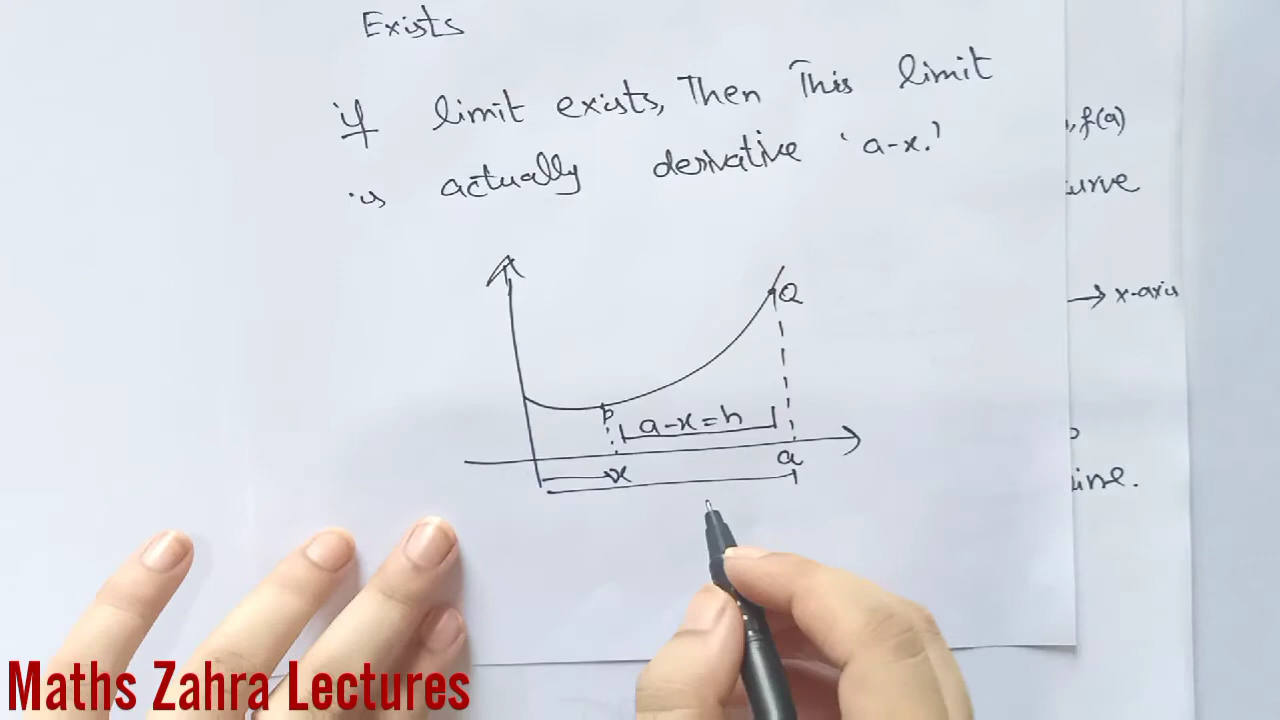 Exists
if limit exists, Then This limit
is actually derivative 'a-x.'
, f(a)
urve
→ x-axis
Q
P
a-x=h
x
a
ine.
Maths Zahra Lectures